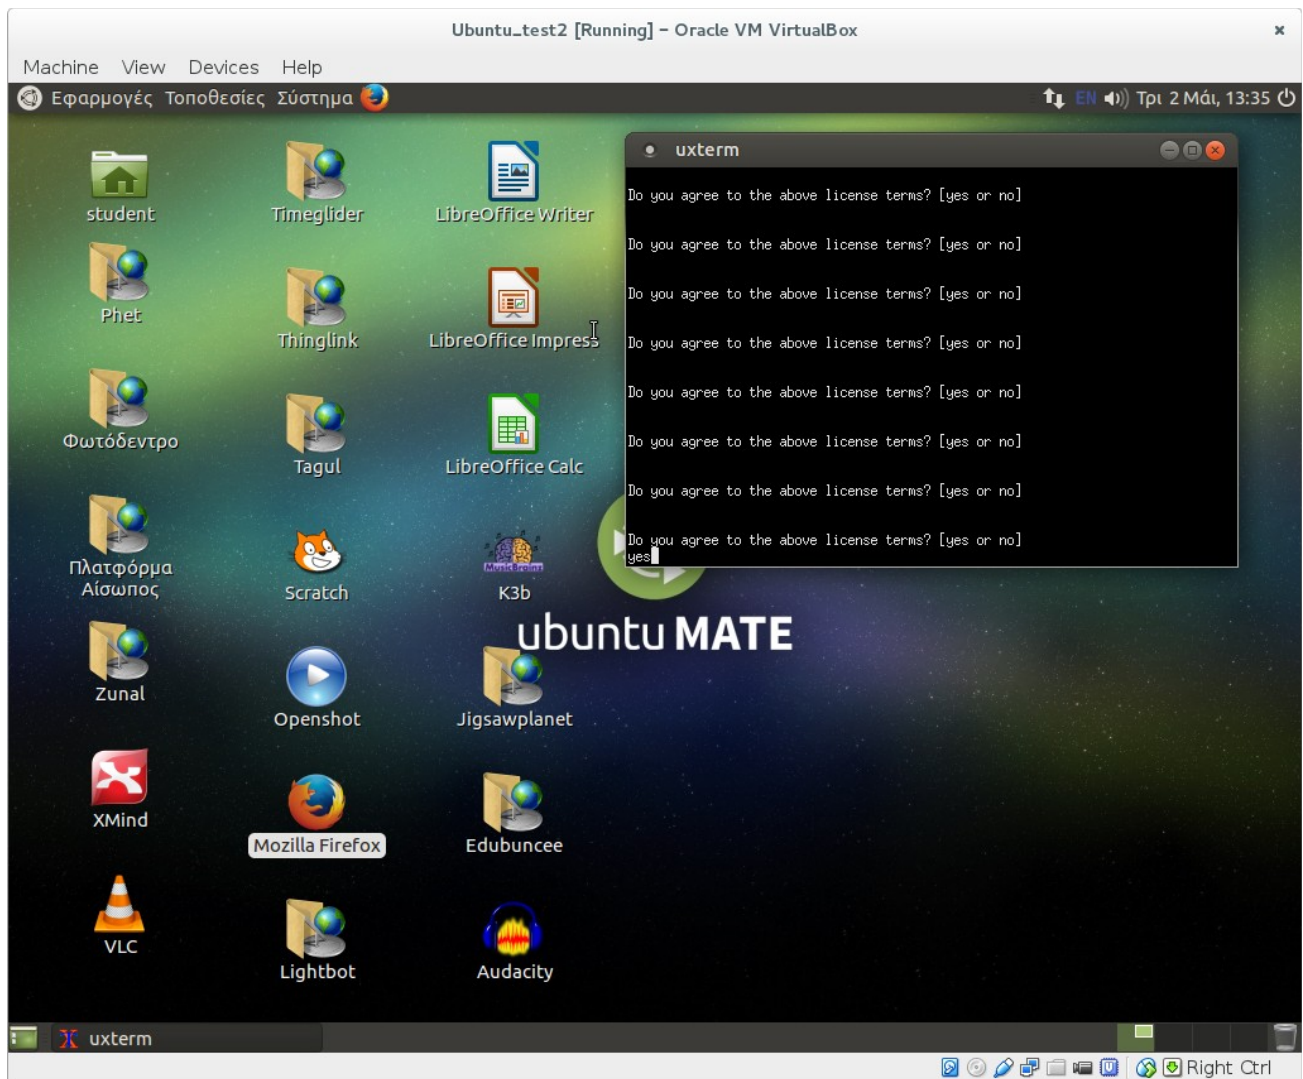 Ubuntu_test2 [Running] – Oracle VM VirtualBox
Machine View Devices Help
Εφαρμογές Τοποθεσίες Σύστημα
EN Τρι 2 Μάι, 13:35
student
Timeglider
LibreOffice Writer
Phet
Thinglink
LibreOffice Impress
Φωτόδεντρο
Tagul
LibreOffice Calc
Πλατφόρμα
Αίσωπος
Scratch
MusicBrainz
K3b
Zunal
Openshot
Jigsawplanet
XMind
Mozilla Firefox
Edubuncee
VLC
Lightbot
Audacity
uxterm
Do you agree to the above license terms? [yes or no]
Do you agree to the above license terms? [yes or no]
Do you agree to the above license terms? [yes or no]
Do you agree to the above license terms? [yes or no]
Do you agree to the above license terms? [yes or no]
Do you agree to the above license terms? [yes or no]
Do you agree to the above license terms? [yes or no]
Do you agree to the above license terms? [yes or no]
yes
ubuntu MATE
uxterm
Right Ctrl